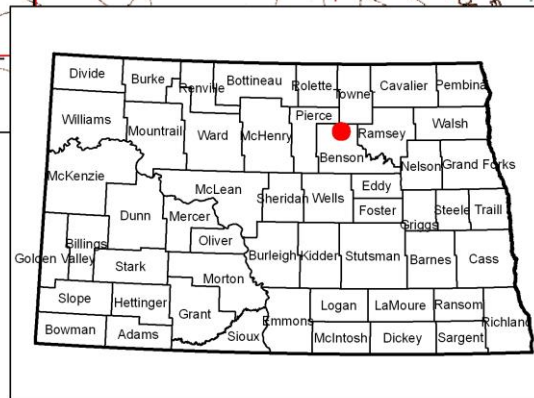 Divide Burke Renville Bottineau Rolette Towner Cavalier Pembina
Williams Mountrail Ward McHenry Pierce Ramsey Walsh
Benson Nelson Grand Forks
McKenzie McLean Sheridan Wells Eddy
Dunn Mercer Foster Griggs Steele Traill
Golden Valley Billings Oliver Burleigh Kidder Stutsman Barnes Cass
Stark Morton
Slope Hettinger Grant Emmons Logan LaMoure Ransom Richland
Bowman Adams Sioux McIntosh Dickey Sargent